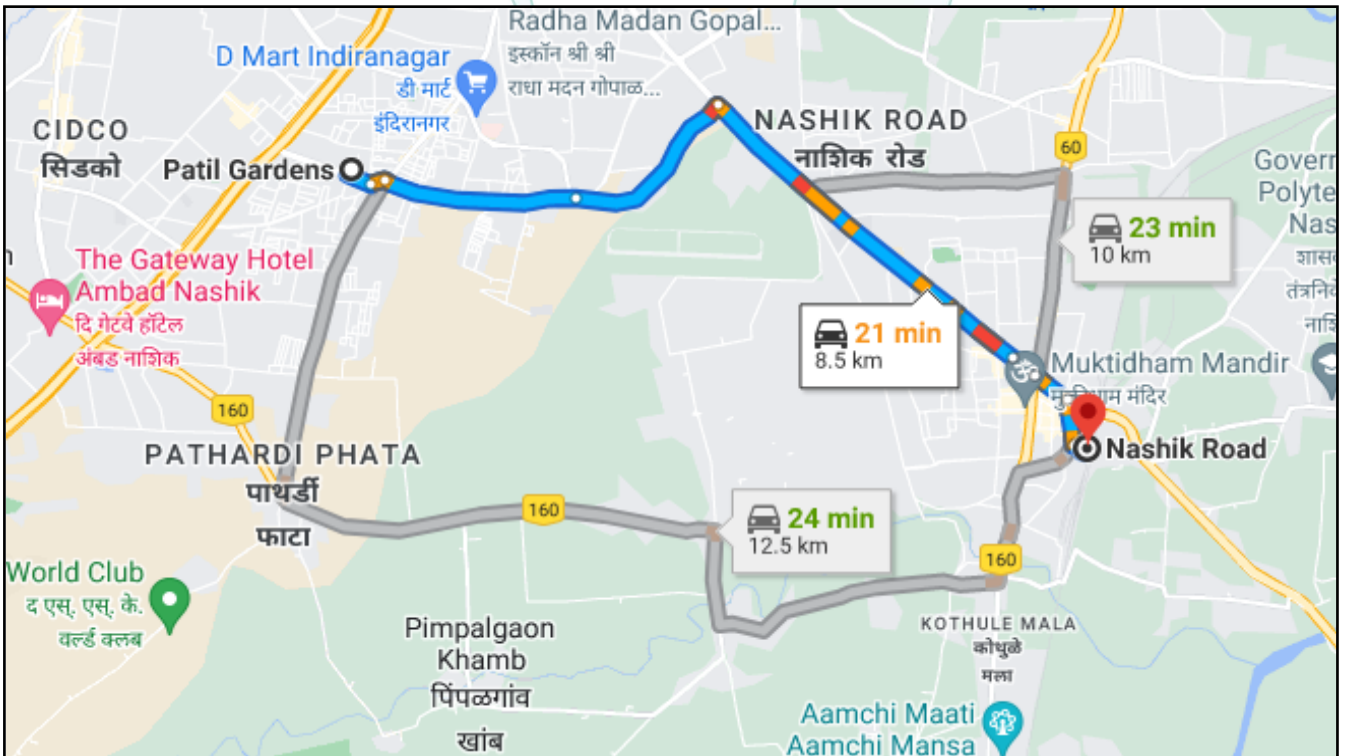 Radha Madan Gopal...
इस्कॉन श्री श्री
राधा मदन गोपाळ...
D Mart Indiranagar
डी मार्ट
इंदिरानगर
CIDCO
सिडको
Patil Gardens
NASHIK ROAD
नाशिक रोड
60
Govern
Polyte
Nas
शास
तंत्रनिके
नाशि
23 min
10 km
The Gateway Hotel
Ambad Nashik
दि गेटवे हॉटेल
अंबड नाशिक
21 min
8.5 km
Muktidham Mandir
मुक्तीधाम मंदिर
160
Nashik Road
PATHARDI PHATA
पाथर्डी
फाटा
160
24 min
12.5 km
160
World Club
द एस्. एस्. के.
वर्ल्ड क्लब
Pimpalgaon
Khamb
पिंपळगांव
खांब
KOTHULE MALA
कोथुळे
मला
Aamchi Maati
Aamchi Mansa